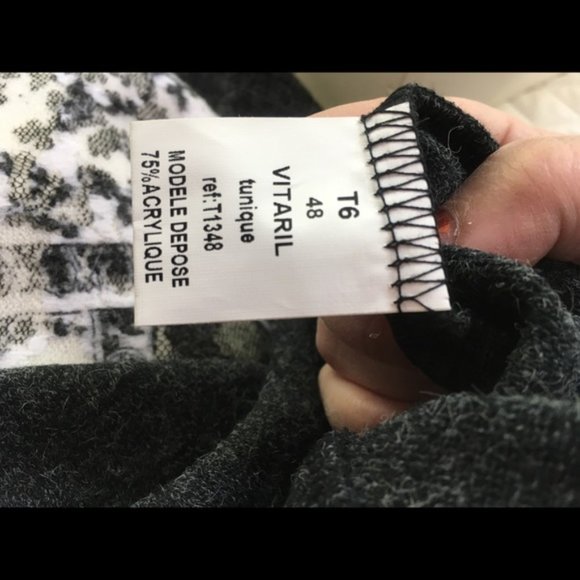 T6
48
VITARIL
tunique
ref:T1348
MODELE DEPOSE
75%ACRYLIQUE